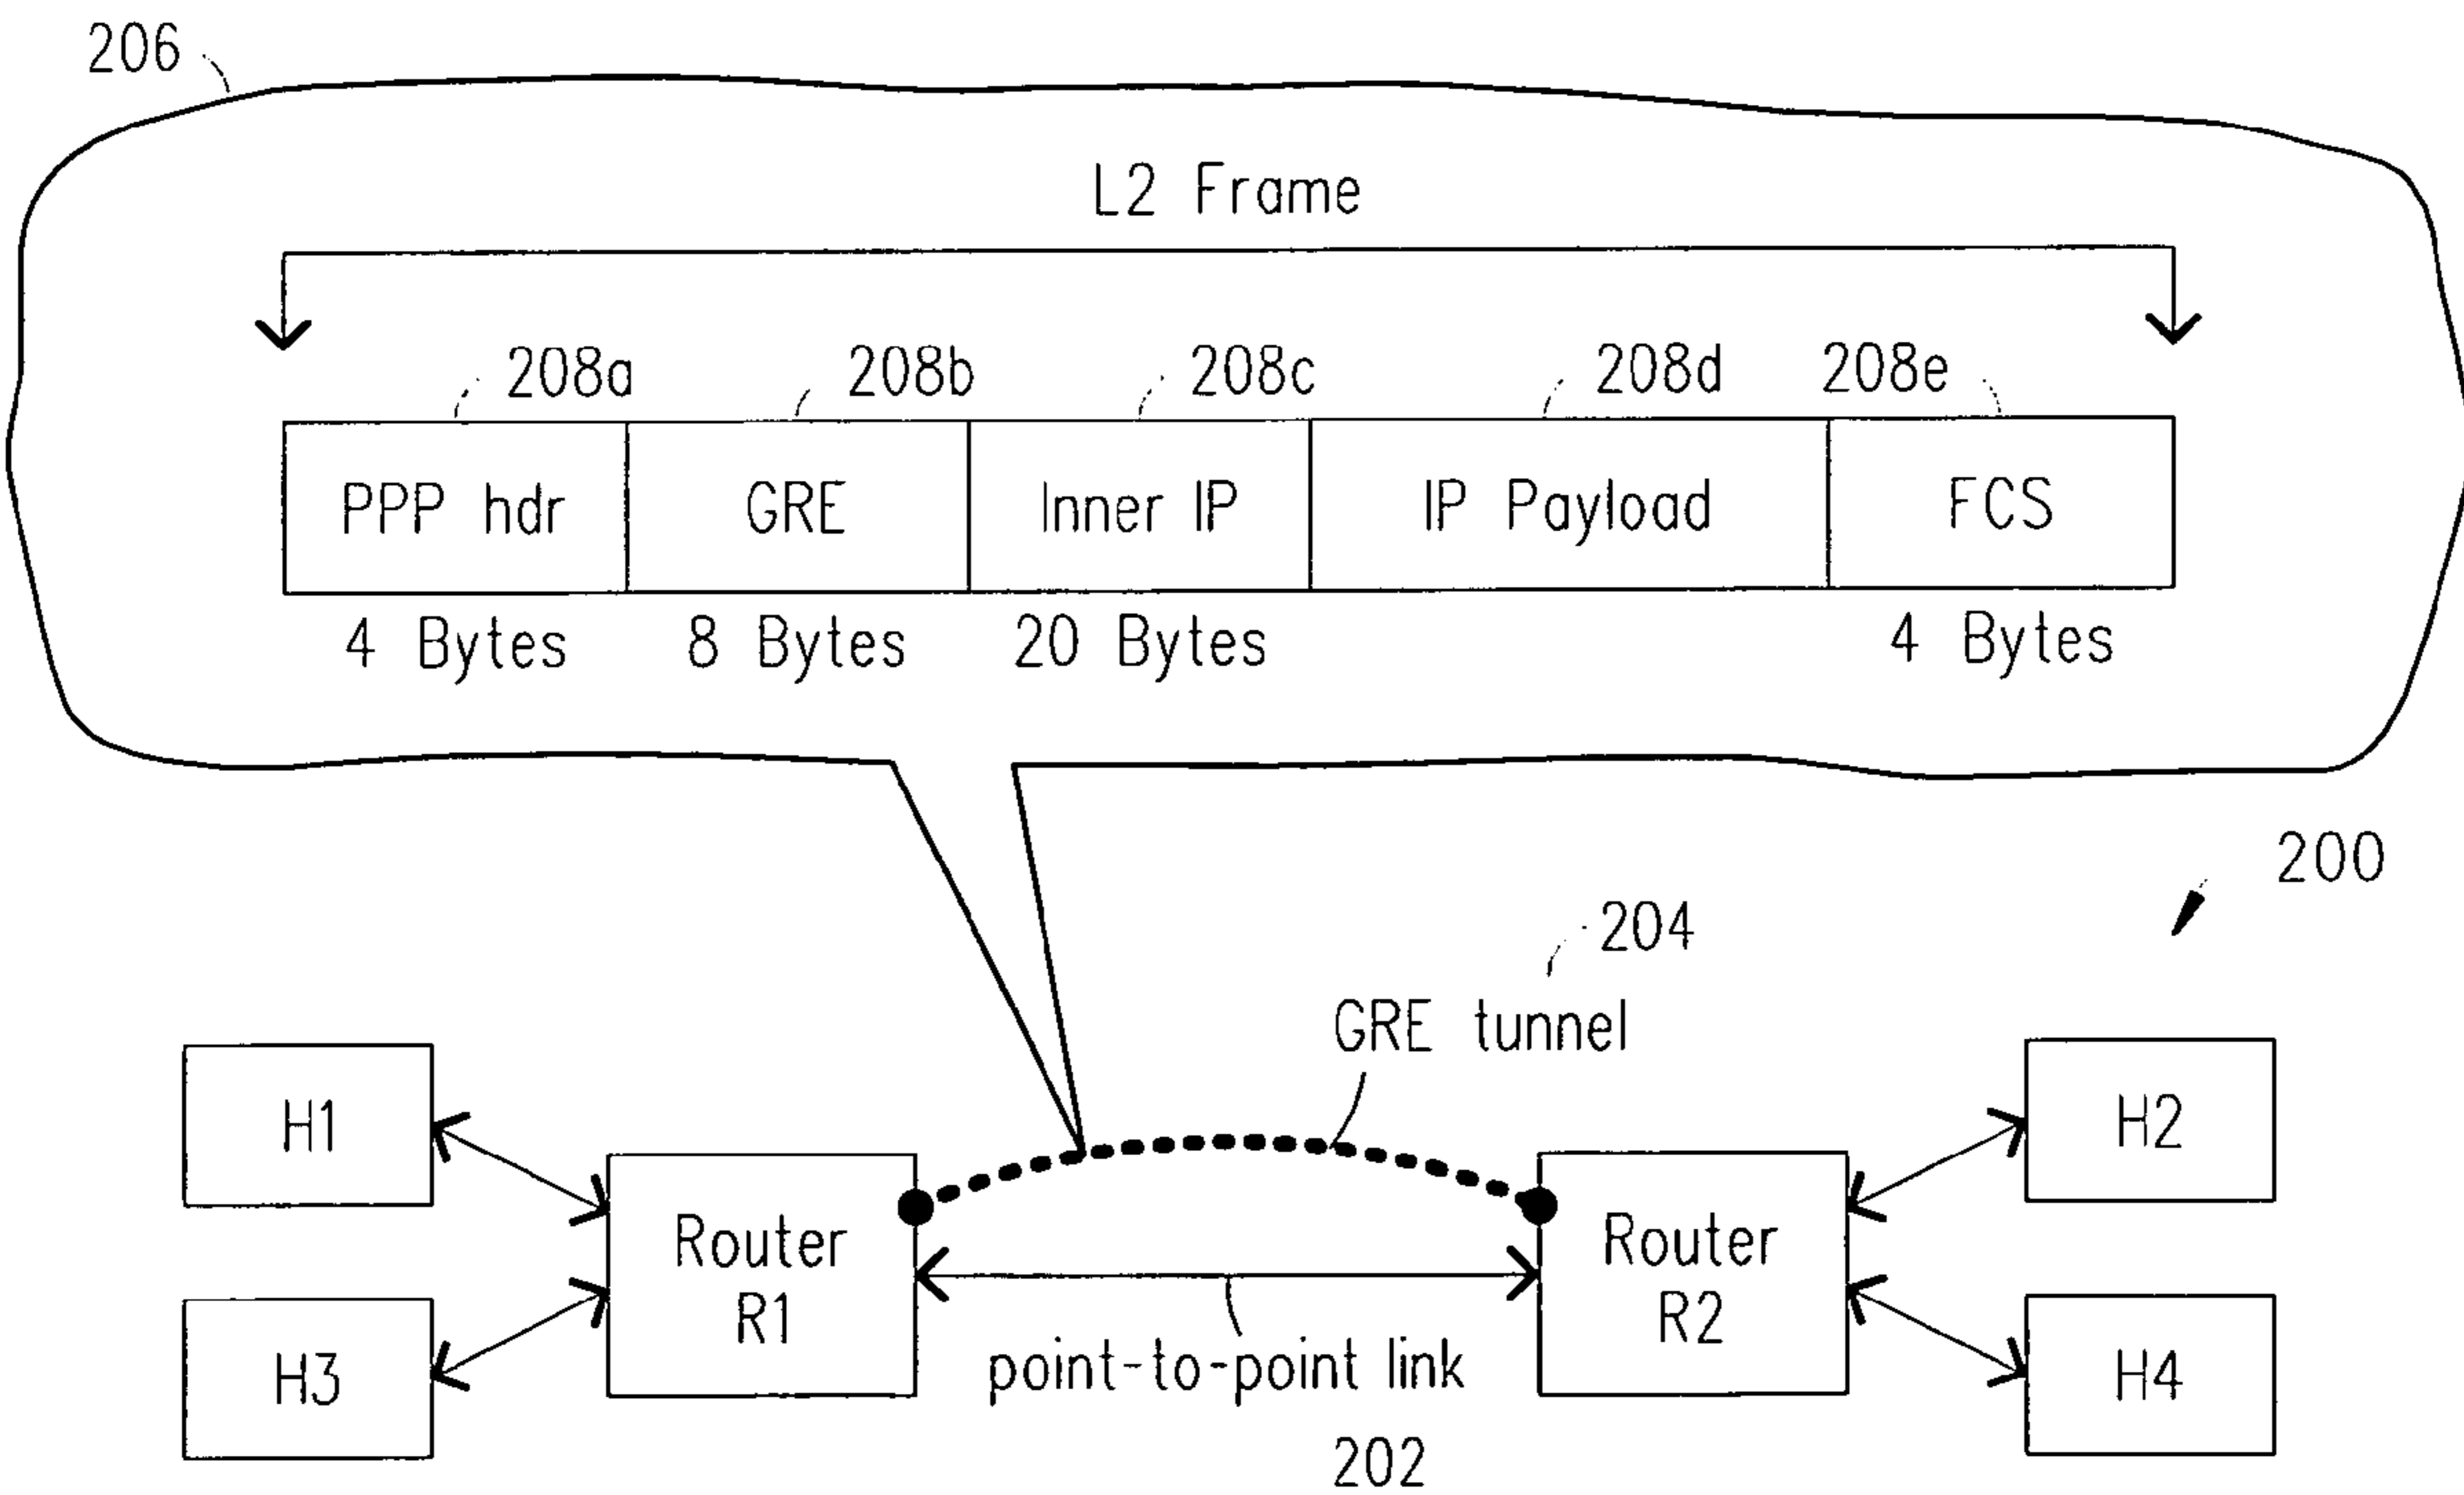 206
L2 Frame
208a 208b 208c 208d 208e
PPP hdr GRE Inner IP IP Payload FCS
4 Bytes 8 Bytes 20 Bytes 4 Bytes
200
204
GRE tunnel
H1
H2
Router
R1
Router
R2
point-to-point link
202
H3
H4